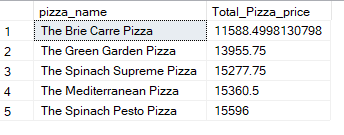 pizza_name Total_Pizza_price
1 The Brie Carre Pizza 11588.4998130798
2 The Green Garden Pizza 13955.75
3 The Spinach Supreme Pizza 15277.75
4 The Mediterranean Pizza 15360.5
5 The Spinach Pesto Pizza 15596